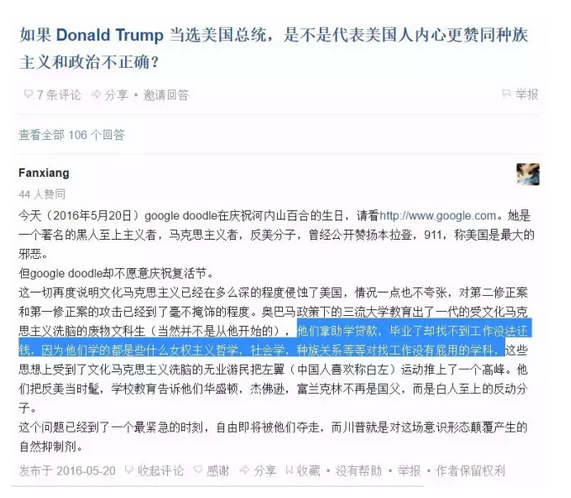 如果 Donald Trump 当选美国总统，是不是代表美国人内心更赞同种族
主义和政治不正确？
7 条评论 分享 • 邀请回答 举报
查看全部 106 个回答
Fanxiang
44 人赞同
今天（2016年5月20日）google doodle在庆祝河内山百合的生日，请看http://www.google.com。她是
一个著名的黑人至上主义者，马克思主义者，反美分子，曾经公开赞扬本拉登，911，称美国是最大的
邪恶。
但google doodle却不愿意庆祝复活节。
这一切再度说明文化马克思主义已经在多么深的程度侵蚀了美国，情况一点也不夸张，对第二修正案
和第一修正案的攻击已经到了毫不掩饰的程度。奥巴马政策下的三流大学教育出了一代的受文化马克
思主义洗脑的废物文科生（当然并不是从他开始的），他们拿助学贷款，毕业了却找不到工作没法还
钱，因为他们学的都是些什么女权主义哲学，社会学，种族关系等等对找工作没有屁用的学科，这些
思想上受到了文化马克思主义洗脑的无业游民把左翼（中国人喜欢称白左）运动推上了一个高峰。他
们把反美当时髦，学校教育告诉他们华盛顿，杰佛逊，富兰克林不再是国父，而是白人至上的反动分
子。
这个问题已经到了一个最紧急的时刻，自由即将被他们夺走，而川普就是对这场意识形态颠覆产生的
自然抑制剂。
发布于 2016-05-20 收起评论 感谢 分享 收藏 • 没有帮助 • 举报 • 作者保留权利